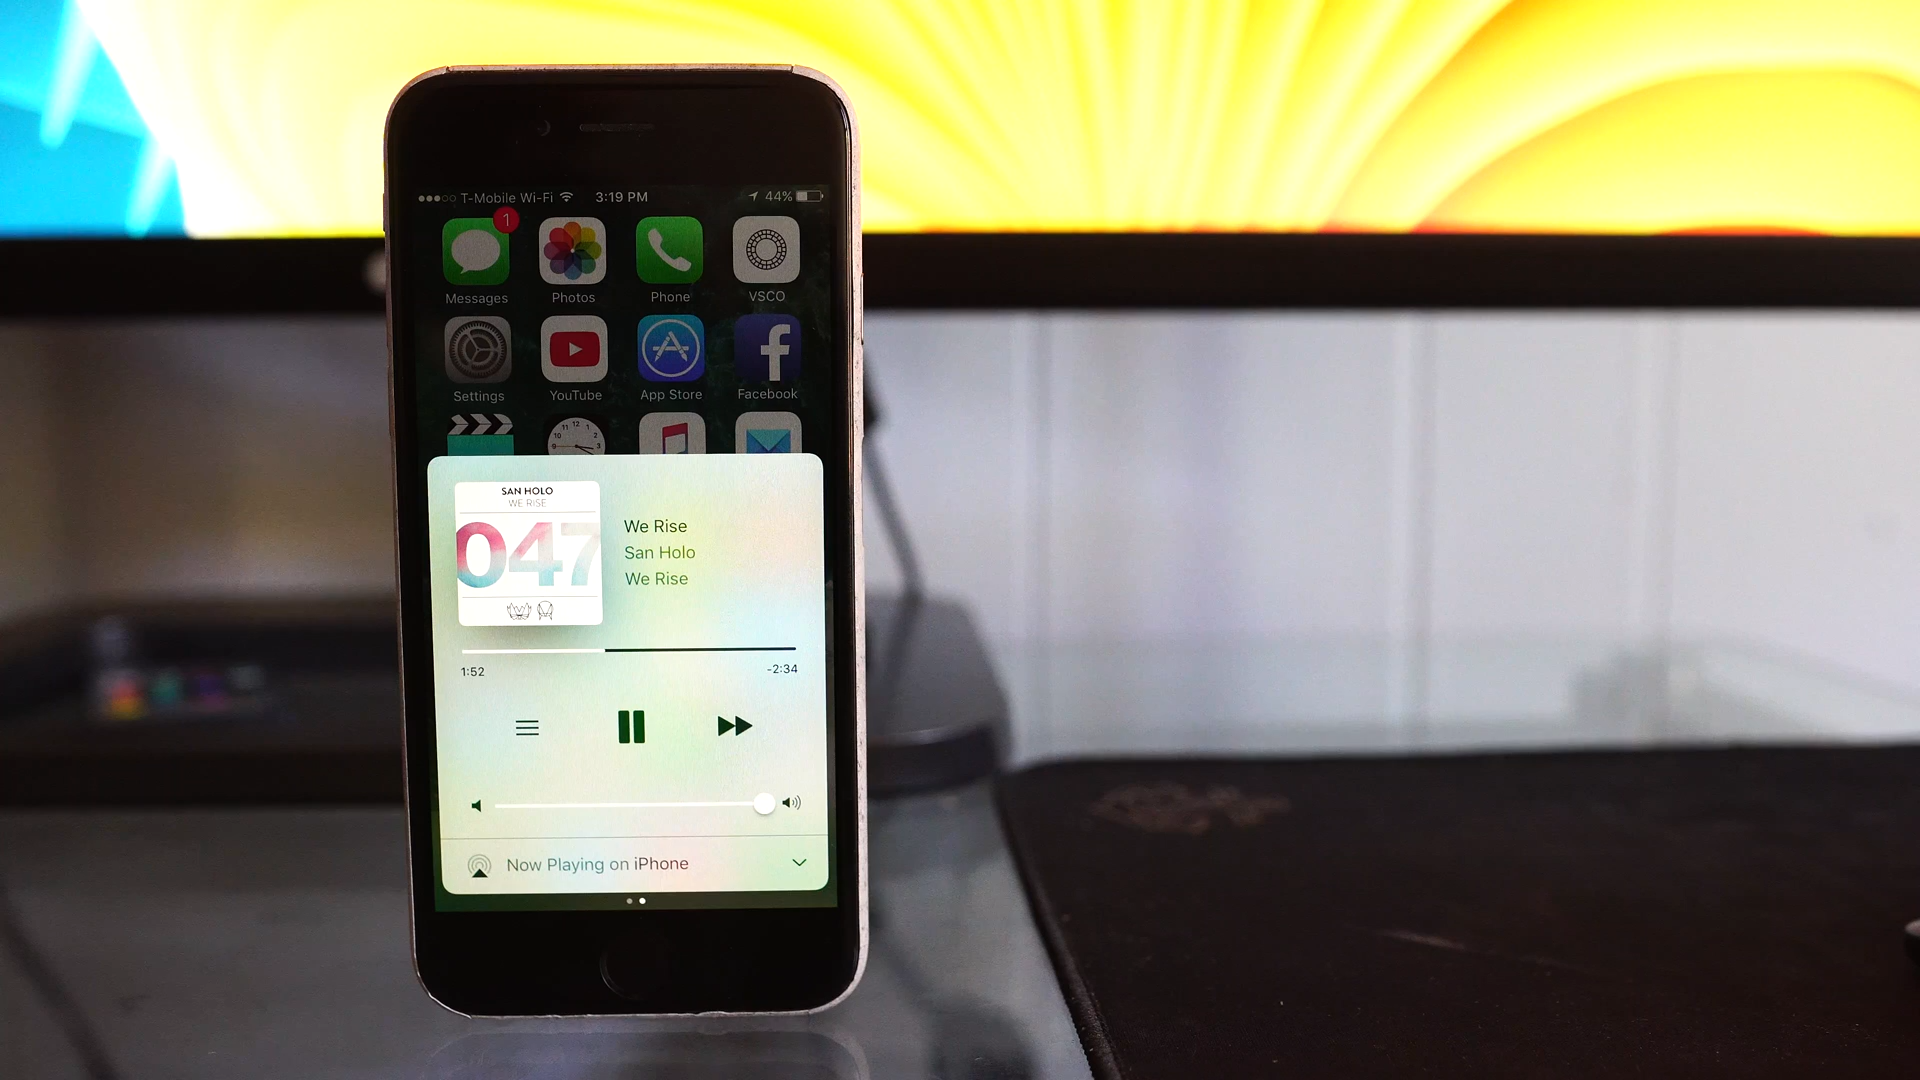 T-Mobile Wi-Fi 3:19 PM 44%
1
Messages Photos Phone VSCO
Settings YouTube App Store Facebook
SAN HOLO
WE RISE
047
We Rise
San Holo
We Rise
1:52 -2:34
Now Playing on iPhone